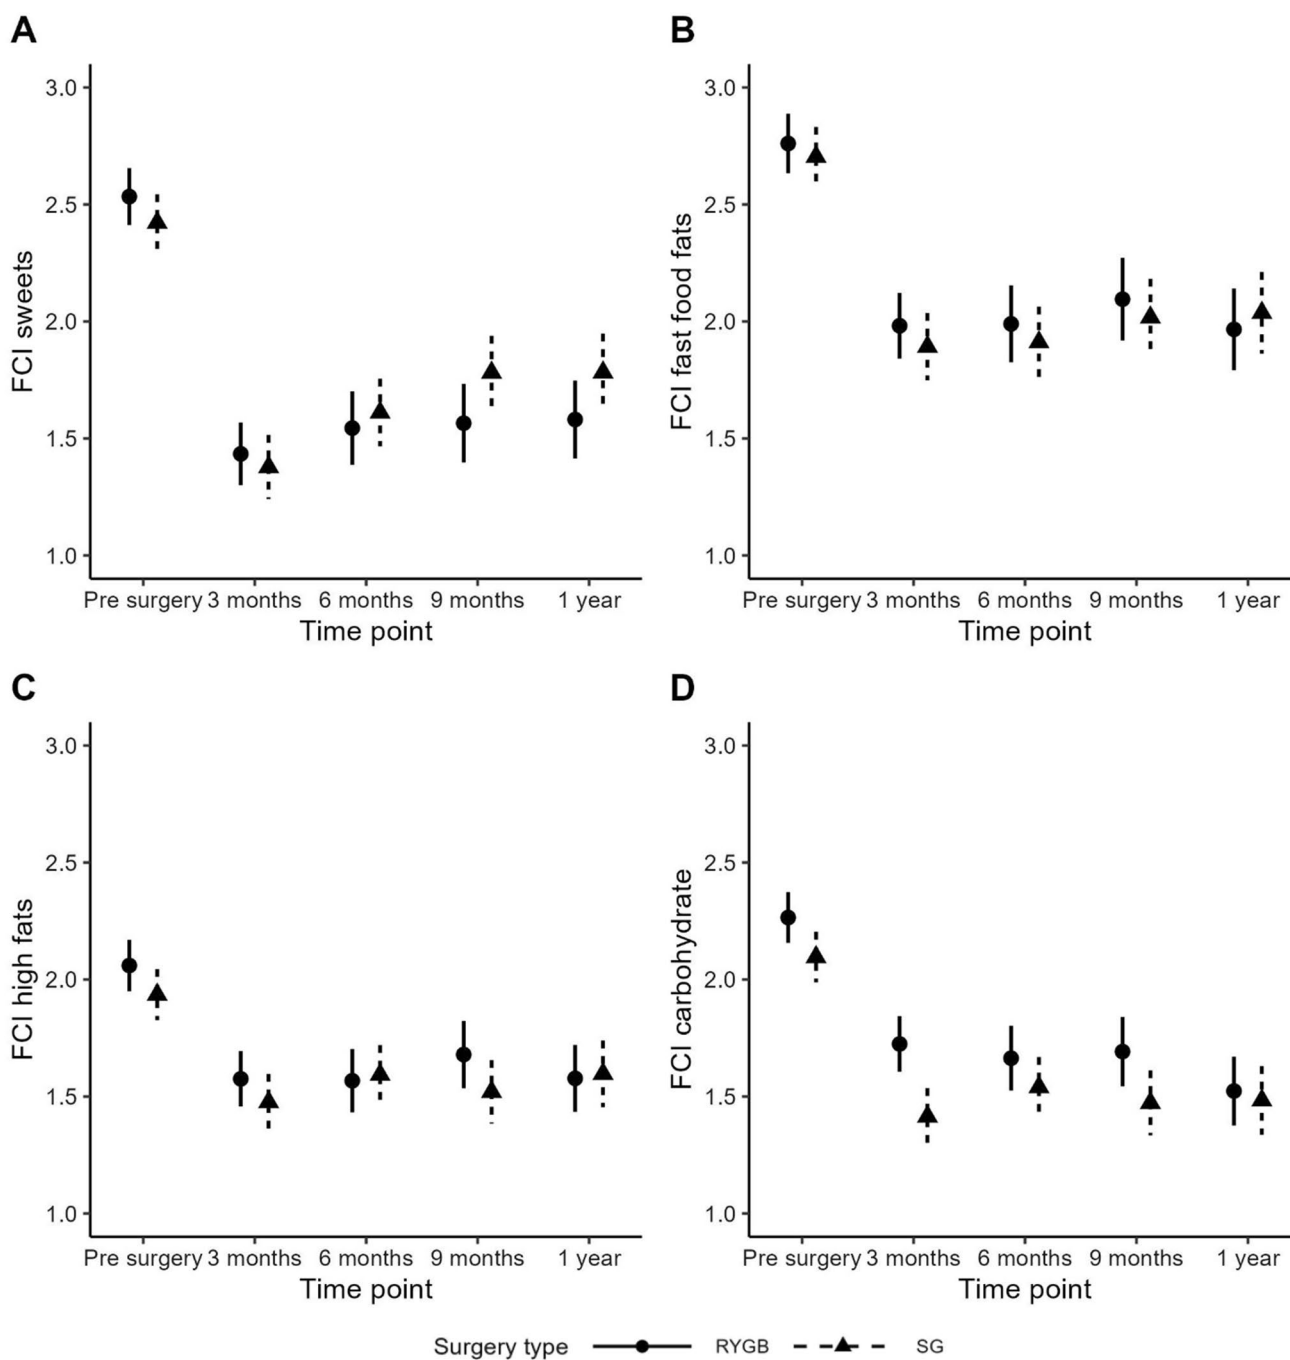 A
FCI sweets
3.0
2.5
2.0
1.5
1.0
Pre surgery 3 months 6 months 9 months 1 year
Time point
B
FCI fast food fats
3.0
2.5
2.0
1.5
1.0
Pre surgery 3 months 6 months 9 months 1 year
Time point
C
FCI high fats
3.0
2.5
2.0
1.5
1.0
Pre surgery 3 months 6 months 9 months 1 year
Time point
D
FCI carbohydrate
3.0
2.5
2.0
1.5
1.0
Pre surgery 3 months 6 months 9 months 1 year
Time point
Surgery type RYGB SG